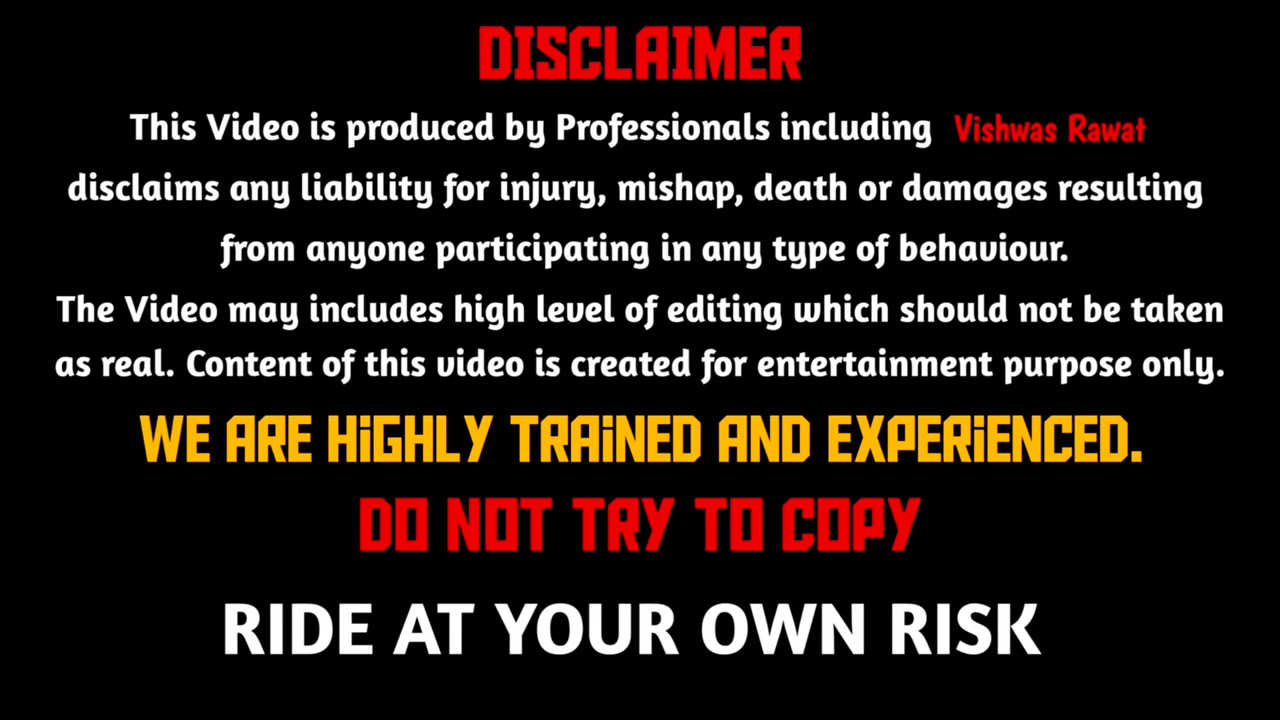 DISCLAIMER
This Video is produced by Professionals including Vishwas Rawat
disclaims any liability for injury, mishap, death or damages resulting
from anyone participating in any type of behaviour.
The Video may includes high level of editing which should not be taken
as real. Content of this video is created for entertainment purpose only.
WE ARE HiGHLY TRAiNED AND EXPERiENCED.
DO NOT TRY TO COPY
RIDE AT YOUR OWN RISK